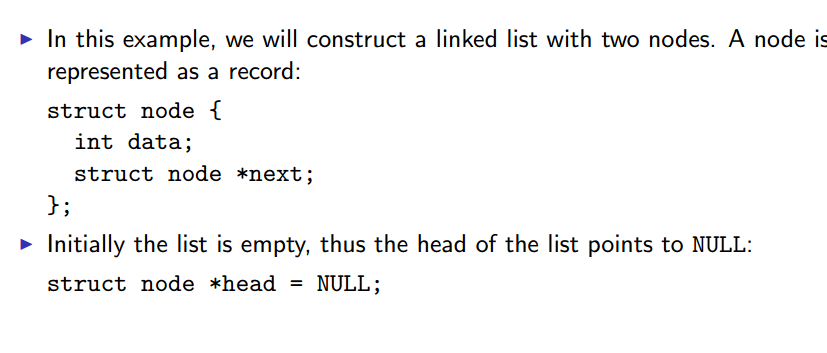 In this example, we will construct a linked list with two nodes. A node is
represented as a record:
struct node {
  int data;
  struct node *next;
};
Initially the list is empty, thus the head of the list points to NULL:
struct node *head = NULL;